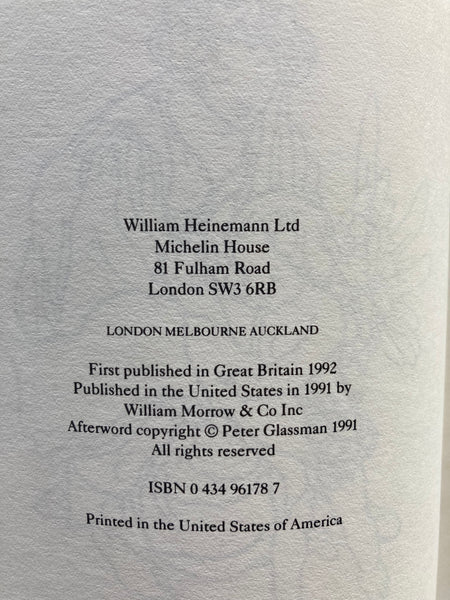 William Heinemann Ltd
Michelin House
81 Fulham Road
London SW3 6RB
LONDON MELBOURNE AUCKLAND
First published in Great Britain 1992
Published in the United States in 1991 by
William Morrow & Co Inc
Afterword copyright © Peter Glassman 1991
All rights reserved
ISBN 0 434 96178 7
Printed in the United States of America